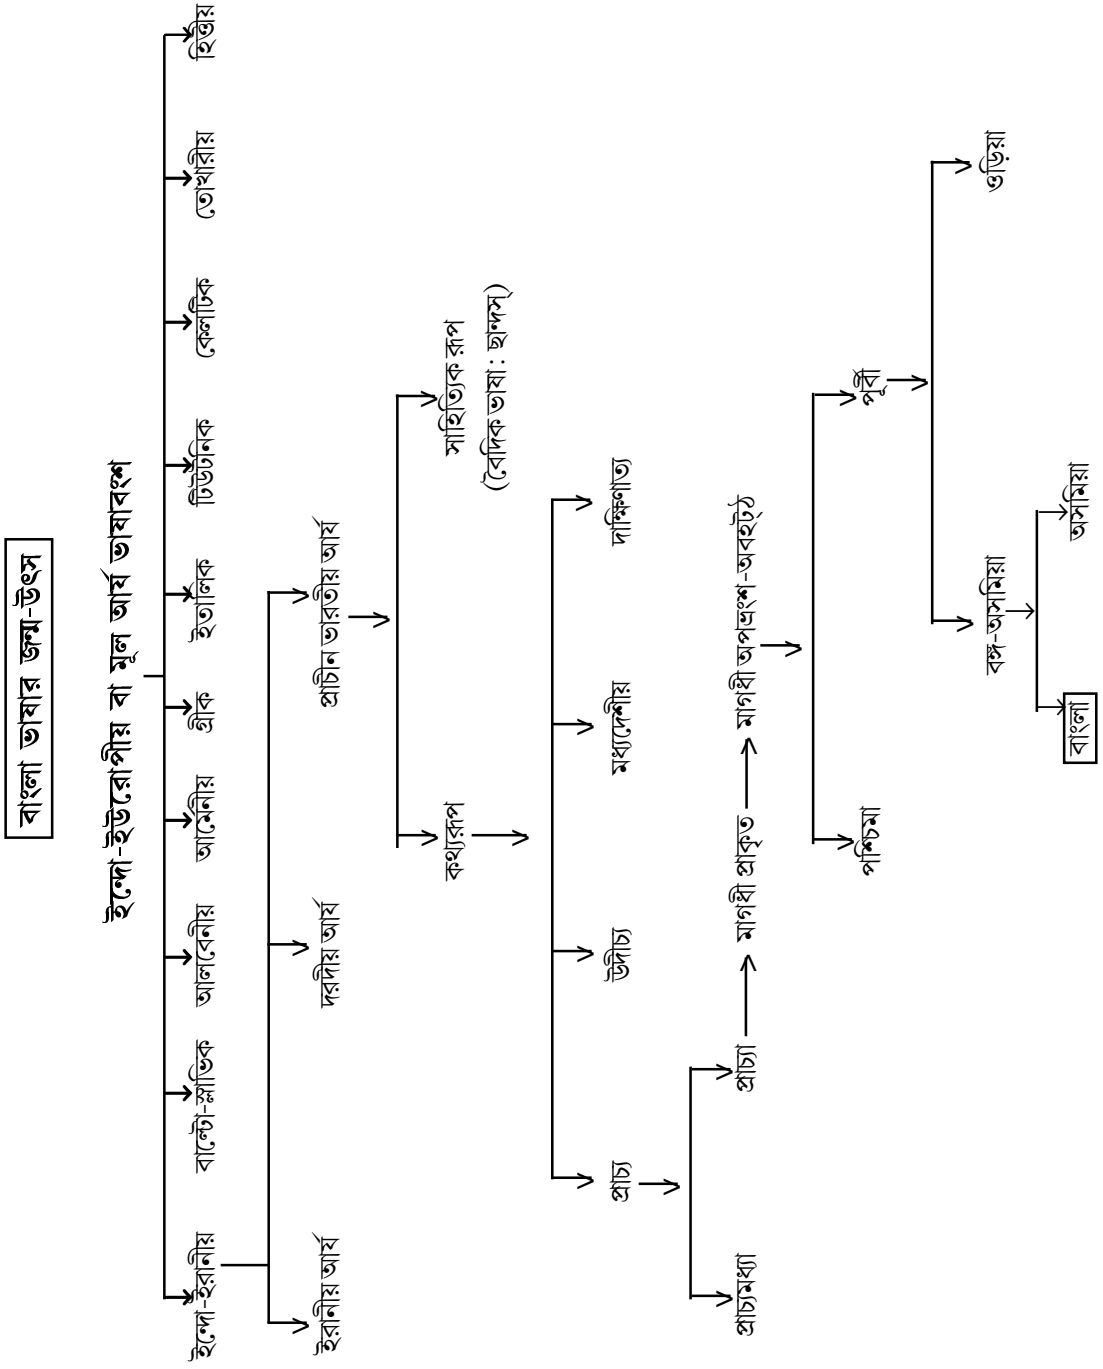 বাংলা ভাষার জন্ম-উৎস
ইন্দো-ইউরোপীয় বা মূল আর্য ভাষাবংশ
ইন্দো-ইরানীয়
বাল্টো-স্লাভিক
আলবেনীয়
আর্মেনীয়
গ্রীক
ইতালিক
টিউটনিক
কেলটিক
তোখারীয়
হিত্তীয়
ইরানীয় আর্য
দরদীয় আর্য
প্রাচীন ভারতীয় আর্য
কথ্যরূপ
সাহিত্যিক রূপ
(বৈদিক ভাষা : ছান্দস্)
প্রাচ্য
উদীচ্য
মধ্যদেশীয়
দাক্ষিণাত্য
প্রাচ্যমধ্যা
প্রাচ্যা
মাগধী প্রাকৃত
মাগধী অপভ্রংশ-অবহট্ঠ
পশ্চিমা
পূর্বী
বঙ্গ-অসমিয়া
ওড়িয়া
বাংলা
অসমিয়া